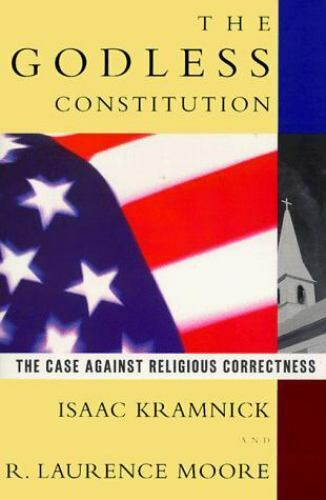 THE
GODLESS
CONSTITUTION
THE CASE AGAINST RELIGIOUS CORRECTNESS
ISAAC KRAMNICK
AND
R. LAURENCE MOORE